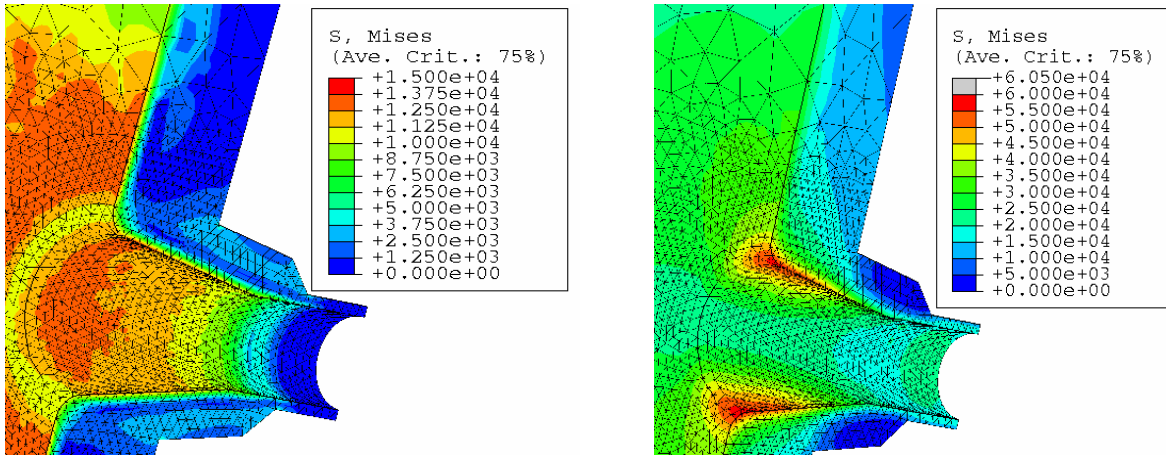 S, Mises
(Ave. Crit.: 75%)
+1.500e+04
+1.375e+04
+1.250e+04
+1.125e+04
+1.000e+04
+8.750e+03
+7.500e+03
+6.250e+03
+5.000e+03
+3.750e+03
+2.500e+03
+1.250e+03
+0.000e+00
S, Mises
(Ave. Crit.: 75%)
+6.050e+04
+6.000e+04
+5.500e+04
+5.000e+04
+4.500e+04
+4.000e+04
+3.500e+04
+3.000e+04
+2.500e+04
+2.000e+04
+1.500e+04
+1.000e+04
+5.000e+03
+0.000e+00